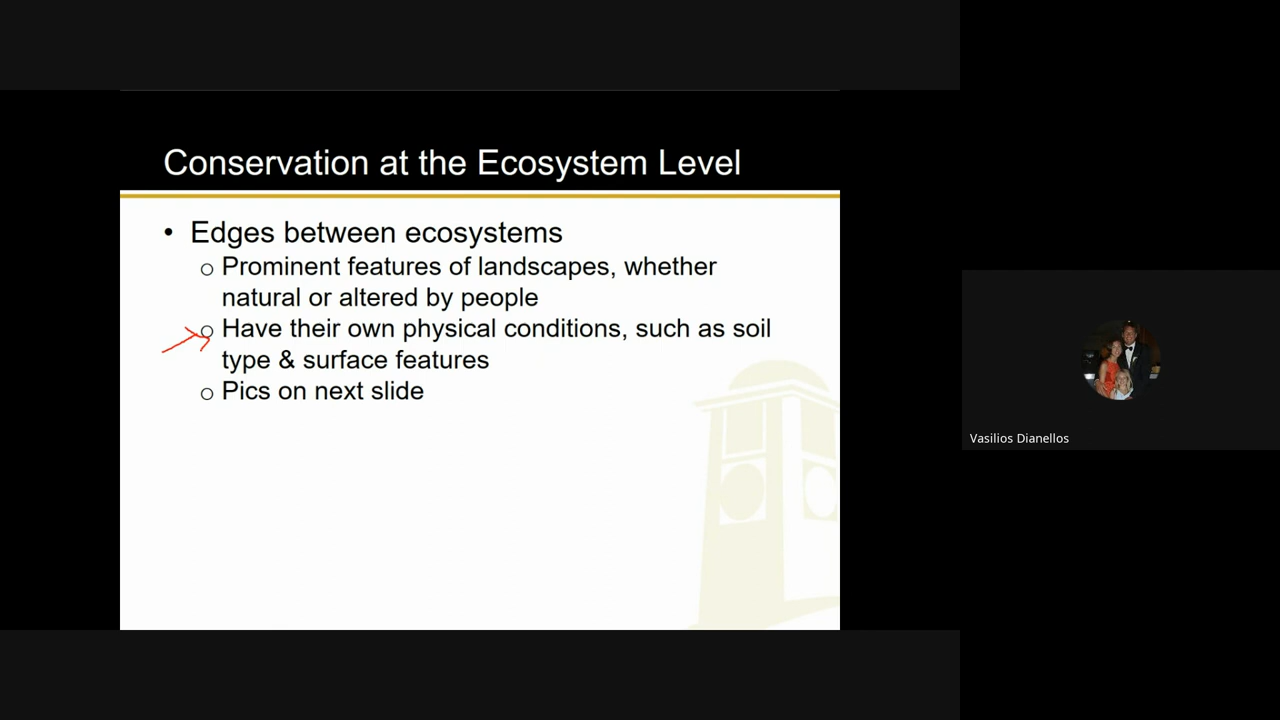 Conservation at the Ecosystem Level
• Edges between ecosystems
o Prominent features of landscapes, whether
natural or altered by people
o Have their own physical conditions, such as soil
type & surface features
o Pics on next slide
Vasilios Dianellos